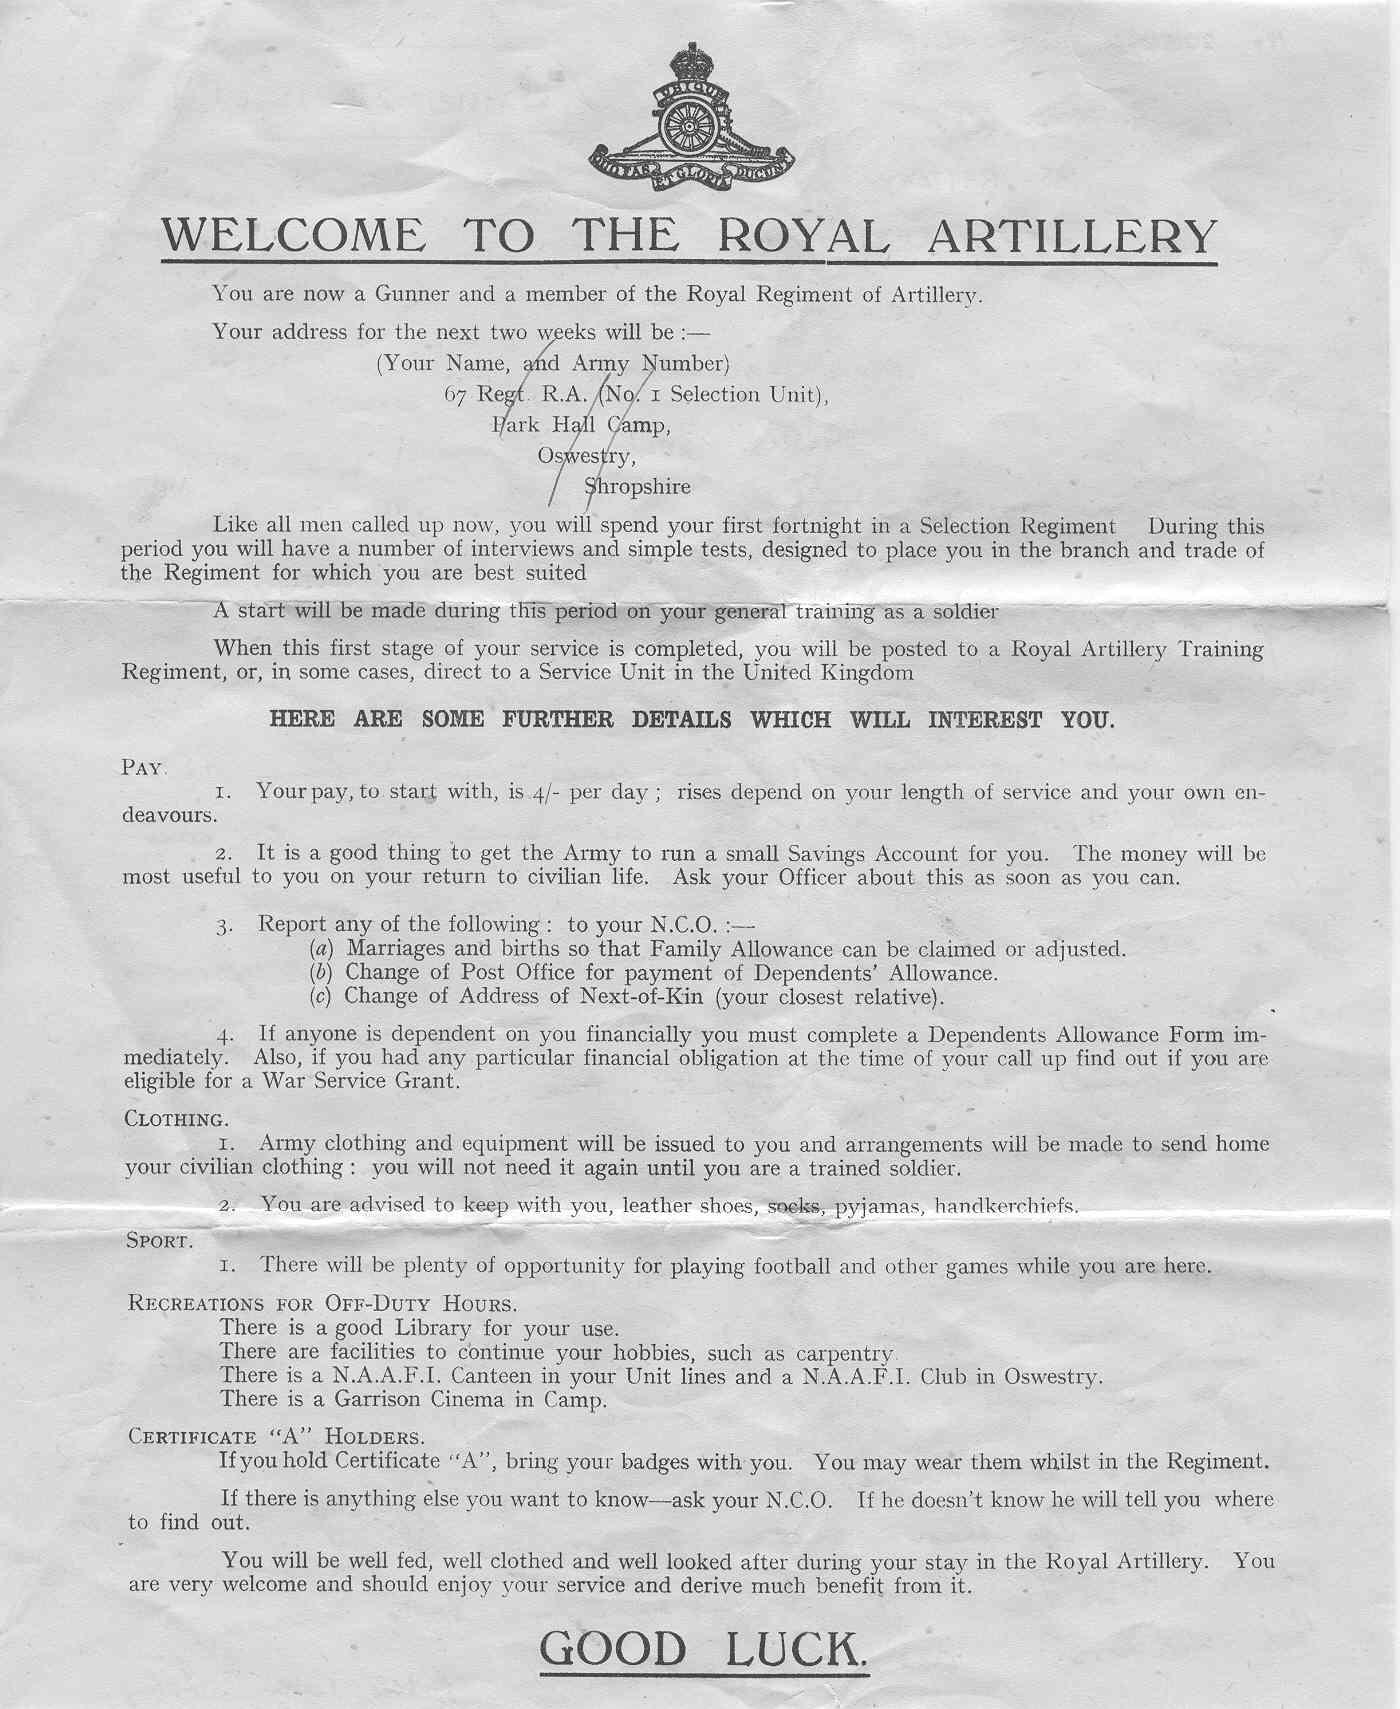 UBIQUE
QUO FAS ET GLORIA DUCUNT
WELCOME TO THE ROYAL ARTILLERY
You are now a Gunner and a member of the Royal Regiment of Artillery.
Your address for the next two weeks will be :—
(Your Name, and Army Number)
67 Regt. R.A. (No. 1 Selection Unit),
Park Hall Camp,
Oswestry,
Shropshire
Like all men called up now, you will spend your first fortnight in a Selection Regiment During this
period you will have a number of interviews and simple tests, designed to place you in the branch and trade of
the Regiment for which you are best suited
A start will be made during this period on your general training as a soldier
When this first stage of your service is completed, you will be posted to a Royal Artillery Training
Regiment, or, in some cases, direct to a Service Unit in the United Kingdom
HERE ARE SOME FURTHER DETAILS WHICH WILL INTEREST YOU.
PAY.
1. Your pay, to start with, is 4/- per day ; rises depend on your length of service and your own en-
deavours.
2. It is a good thing to get the Army to run a small Savings Account for you. The money will be
most useful to you on your return to civilian life. Ask your Officer about this as soon as you can.
3. Report any of the following : to your N.C.O. :—
(a) Marriages and births so that Family Allowance can be claimed or adjusted.
(b) Change of Post Office for payment of Dependents' Allowance.
(c) Change of Address of Next-of-Kin (your closest relative).
4. If anyone is dependent on you financially you must complete a Dependents Allowance Form im-
mediately. Also, if you had any particular financial obligation at the time of your call up find out if you are
eligible for a War Service Grant.
CLOTHING.
1. Army clothing and equipment will be issued to you and arrangements will be made to send home
your civilian clothing : you will not need it again until you are a trained soldier.
2. You are advised to keep with you, leather shoes, socks, pyjamas, handkerchiefs.
SPORT.
1. There will be plenty of opportunity for playing football and other games while you are here.
RECREATIONS FOR OFF-DUTY HOURS.
There is a good Library for your use.
There are facilities to continue your hobbies, such as carpentry.
There is a N.A.A.F.I. Canteen in your Unit lines and a N.A.A.F.I. Club in Oswestry.
There is a Garrison Cinema in Camp.
CERTIFICATE "A" HOLDERS.
If you hold Certificate "A", bring your badges with you. You may wear them whilst in the Regiment.
If there is anything else you want to know—ask your N.C.O. If he doesn't know he will tell you where
to find out.
You will be well fed, well clothed and well looked after during your stay in the Royal Artillery. You
are very welcome and should enjoy your service and derive much benefit from it.
GOOD LUCK.